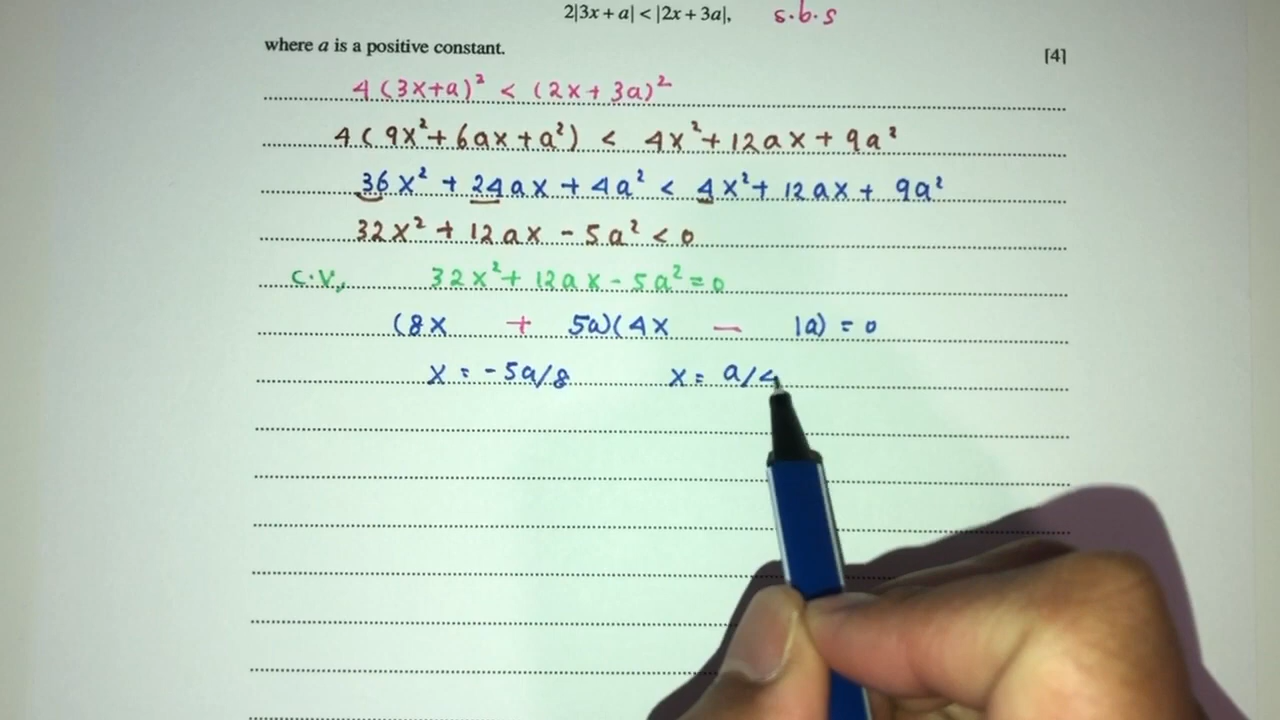 2|3x + a| < |2x + 3a|, s.b.s
where a is a positive constant. [4]
4(3x+a)² < (2x+3a)²
4(9x²+6ax+a²) < 4x²+12ax+9a²
36x² + 24ax + 4a² < 4x²+12ax+9a²
32x² + 12ax - 5a² < 0
c.v, 32x²+12ax-5a²=0
(8x + 5a)(4x - 1a) = 0
x = -5a/8 x = a/4